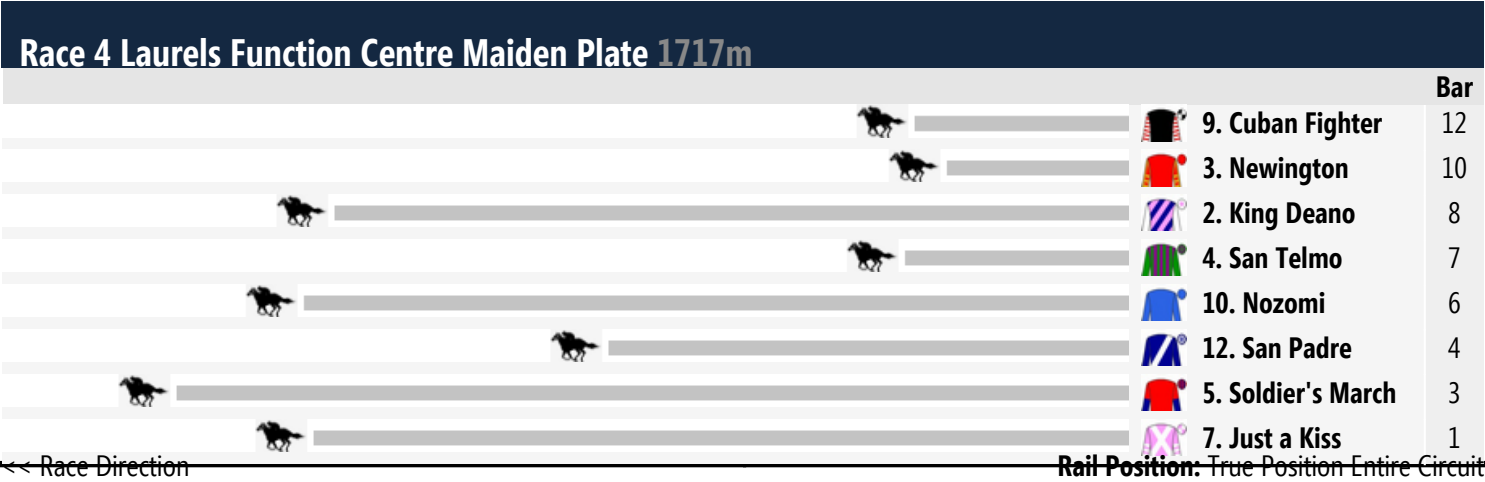 Race 4 Laurels Function Centre Maiden Plate 1717m
Bar
9. Cuban Fighter 12
3. Newington 10
2. King Deano 8
4. San Telmo 7
10. Nozomi 6
12. San Padre 4
5. Soldier's March 3
7. Just a Kiss 1
<< Race Direction Rail Position: True Position Entire Circuit